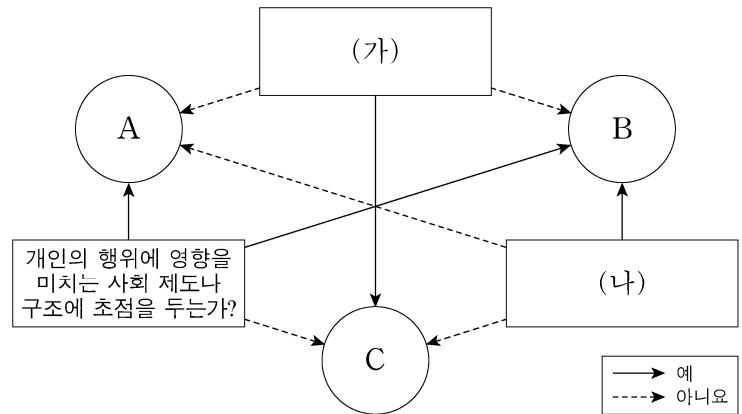 (가)
A
B
개인의 행위에 영향을
미치는 사회 제도나
구조에 초점을 두는가?
(나)
C
예
아니요